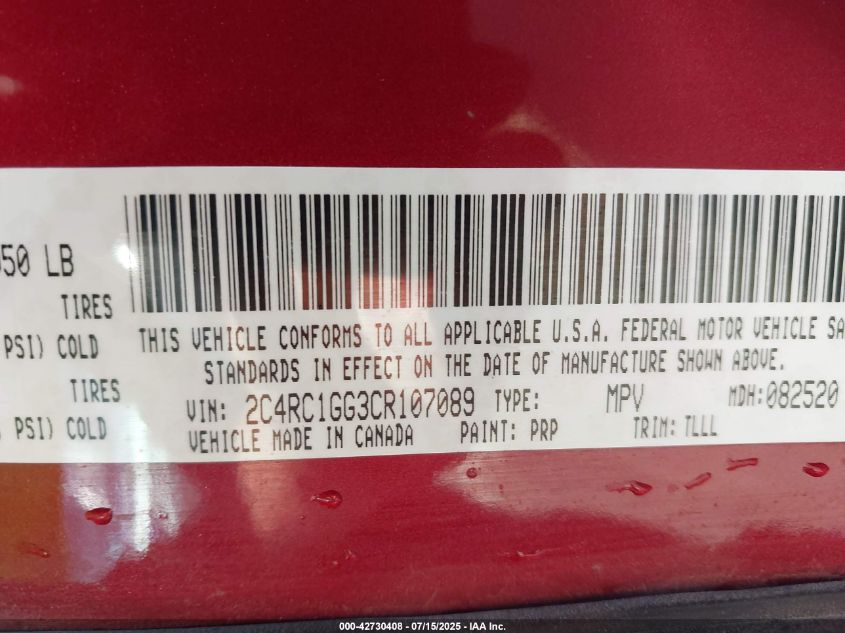 50 LB
TIRES
PSI) COLD
TIRES
PSI) COLD
THIS VEHICLE CONFORMS TO ALL APPLICABLE U.S.A. FEDERAL MOTOR VEHICLE SA
STANDARDS IN EFFECT ON THE DATE OF MANUFACTURE SHOWN ABOVE.
VIN: 2C4RC1GG3CR107089 TYPE: MPV MDH: 082520
VEHICLE MADE IN CANADA PAINT: PRP TRIM: TLLL
000-42730408 - 07/15/2025 - IAA Inc.